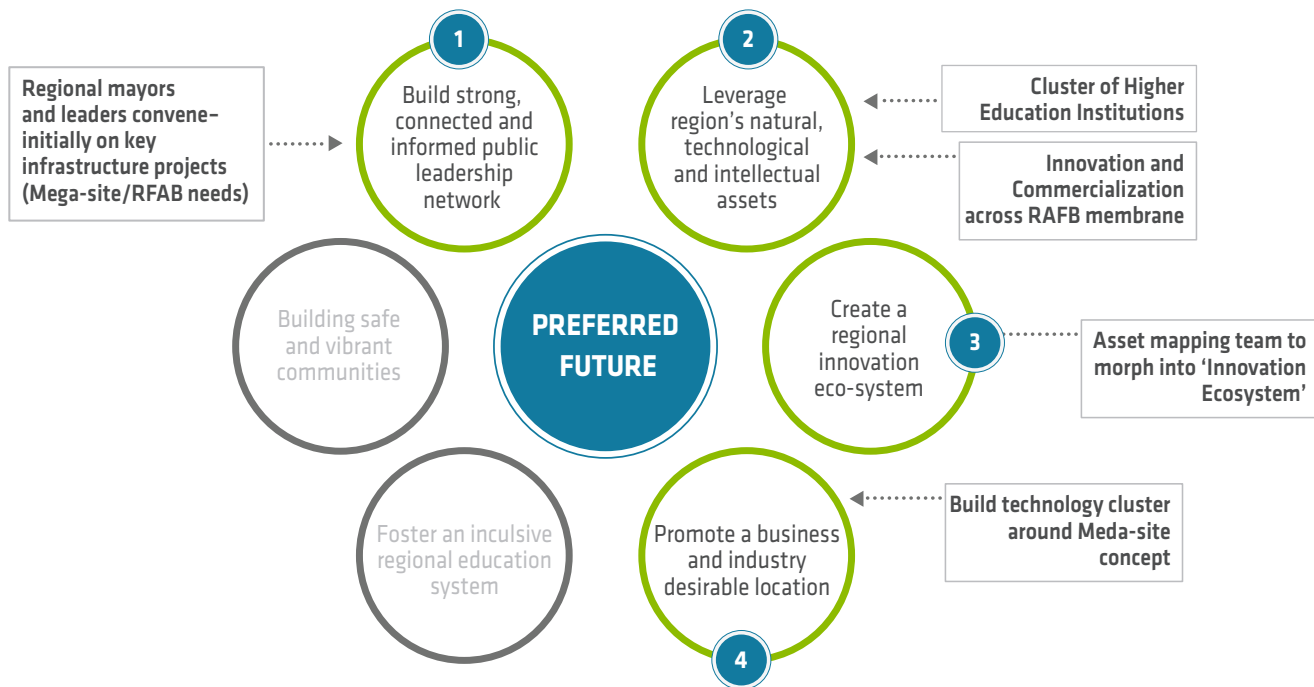 1
Build strong,
connected and
informed public
leadership
network
Regional mayors
and leaders convene-
initially on key
infrastructure projects
(Mega-site/RFAB needs)
2
Leverage
region's natural,
technological
and intellectual
assets
Cluster of Higher
Education Institutions
Innovation and
Commercialization
across RAFB membrane
Building safe
and vibrant
communities
PREFERRED
FUTURE
Create a
regional
innovation
eco-system
3
Asset mapping team to
morph into ‘Innovation
Ecosystem’
Foster an inculsive
regional education
system
Promote a business
and industry
desirable location
4
Build technology cluster
around Meda-site
concept